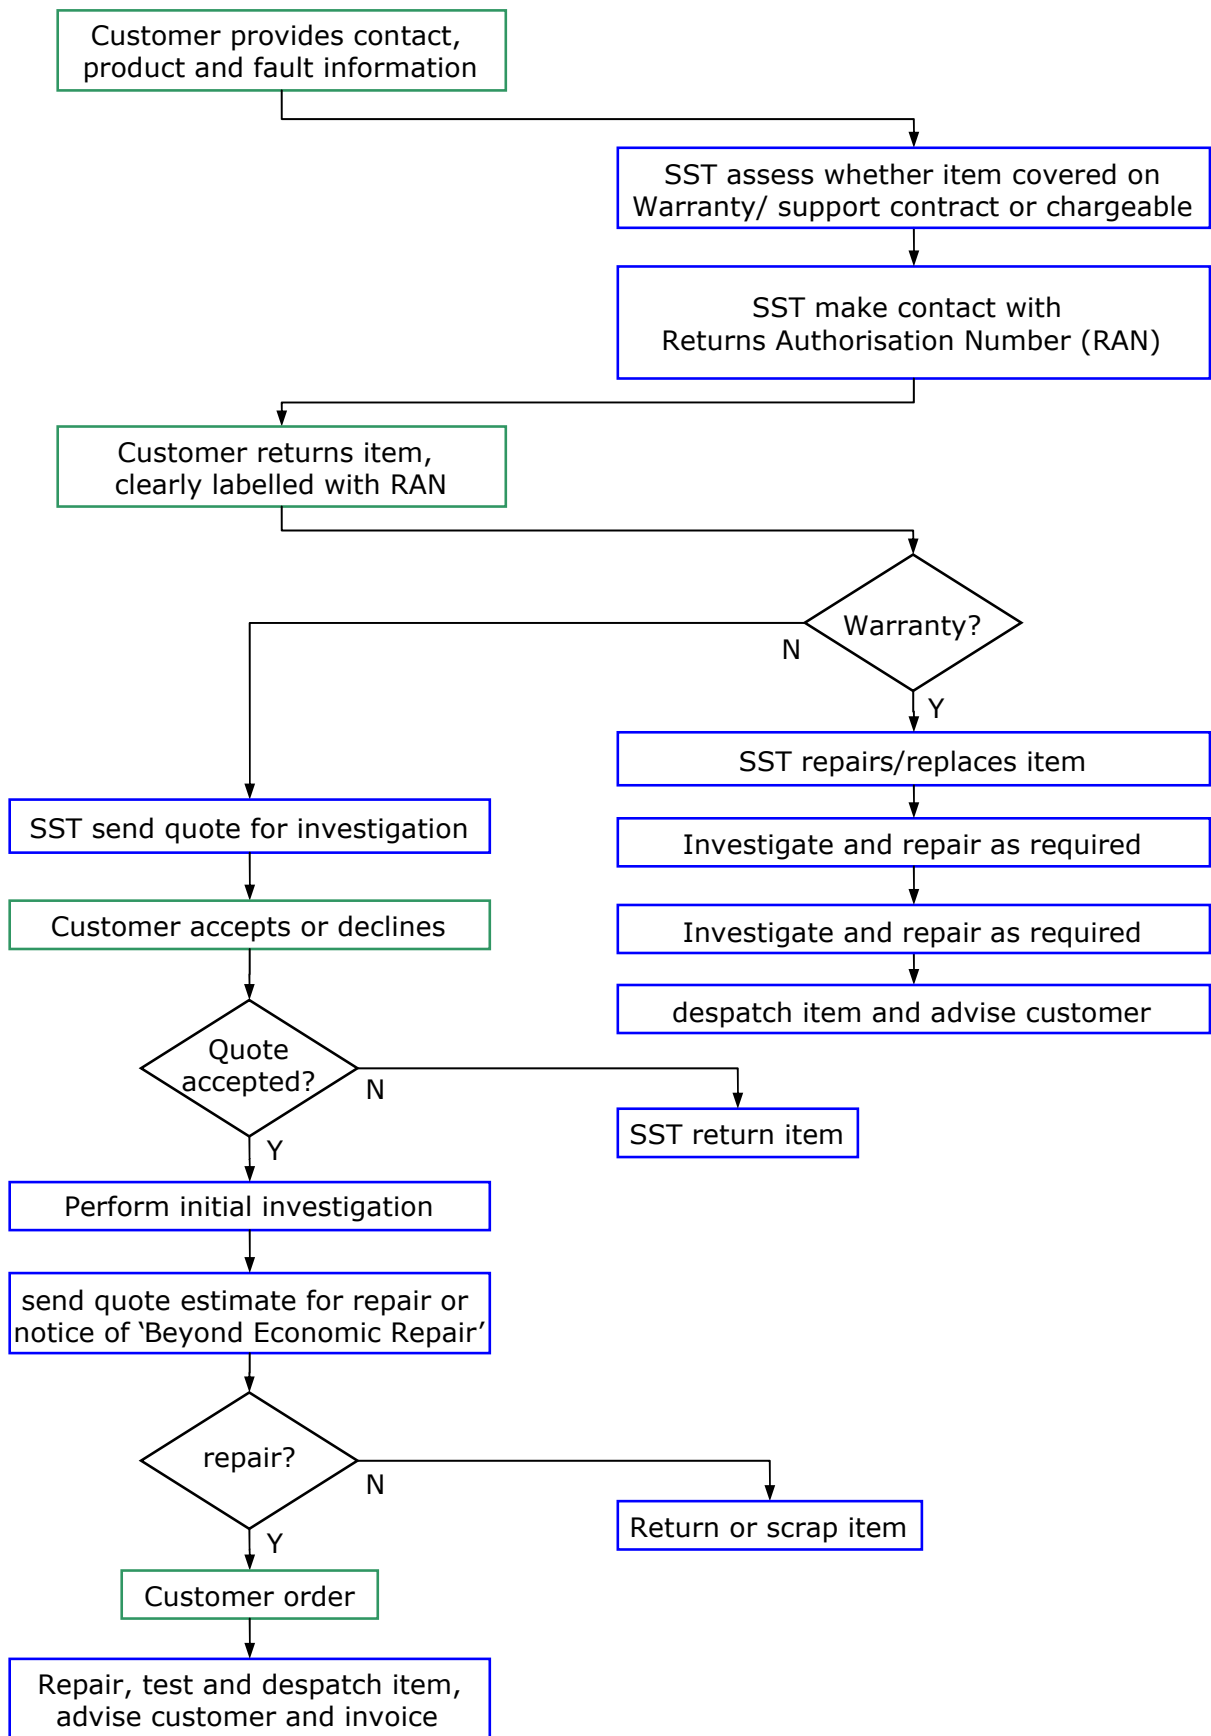 Customer provides contact,
product and fault information
SST assess whether item covered on
Warranty/ support contract or chargeable
SST make contact with
Returns Authorisation Number (RAN)
Customer returns item,
clearly labelled with RAN
Warranty?
N
Y
SST repairs/replaces item
Investigate and repair as required
Investigate and repair as required
despatch item and advise customer
SST send quote for investigation
Customer accepts or declines
Quote
accepted?
N
SST return item
Y
Perform initial investigation
send quote estimate for repair or
notice of ‘Beyond Economic Repair’
repair?
N
Return or scrap item
Y
Customer order
Repair, test and despatch item,
advise customer and invoice